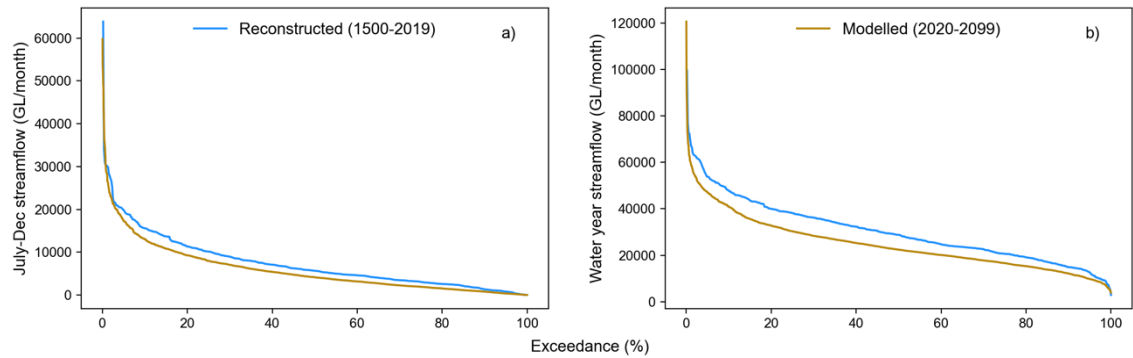 Reconstructed (1500-2019)
a)
July-Dec streamflow (GL/month)
60000
50000
40000
30000
20000
10000
0
0 20 40 60 80 100
Modelled (2020-2099)
b)
Water year streamflow (GL/month)
120000
100000
80000
60000
40000
20000
0
0 20 40 60 80 100
Exceedance (%)